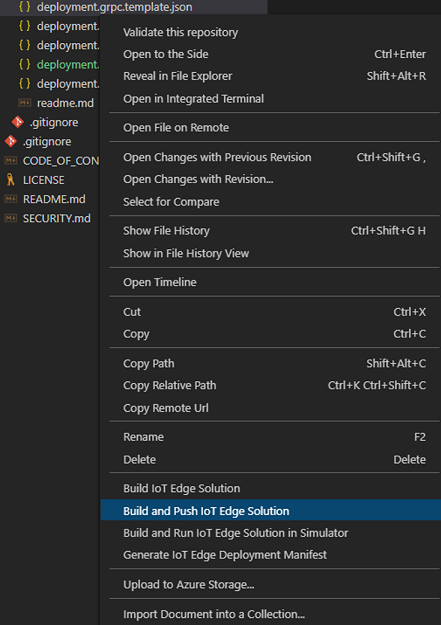 { } deployment.grpc.template.json
{ } deployment.
{ } deployment.
{ } deployment.
{ } deployment.
readme.md
.gitignore
.gitignore
CODE_OF_CON
LICENSE
README.md
SECURITY.md
Validate this repository
Open to the Side Ctrl+Enter
Reveal in File Explorer Shift+Alt+R
Open in Integrated Terminal
Open File on Remote
Open Changes with Previous Revision Ctrl+Shift+G ,
Open Changes with Revision...
Select for Compare
Show File History Ctrl+Shift+G H
Show in File History View
Open Timeline
Cut Ctrl+X
Copy Ctrl+C
Copy Path Shift+Alt+C
Copy Relative Path Ctrl+K Ctrl+Shift+C
Copy Remote Url
Rename F2
Delete Delete
Build IoT Edge Solution
Build and Push IoT Edge Solution
Build and Run IoT Edge Solution in Simulator
Generate IoT Edge Deployment Manifest
Upload to Azure Storage...
Import Document into a Collection...